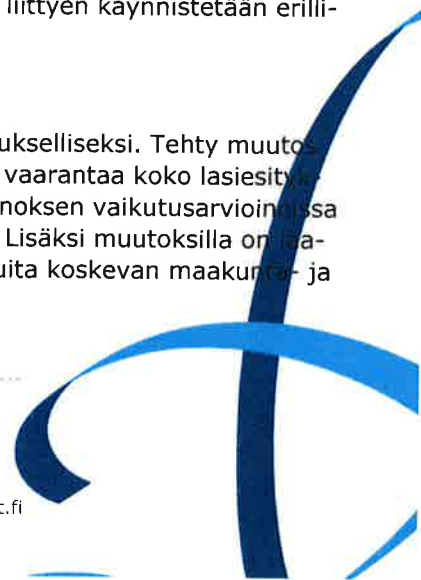 liittyen käynnistetään erilli-
ukselliseksi. Tehty muutos
vaarantaa koko lasiesityk-
noksen vaikutusarvioinnissa
Lisäksi muutoksilla on laa-
uita koskevan maakunta- ja
t.fi